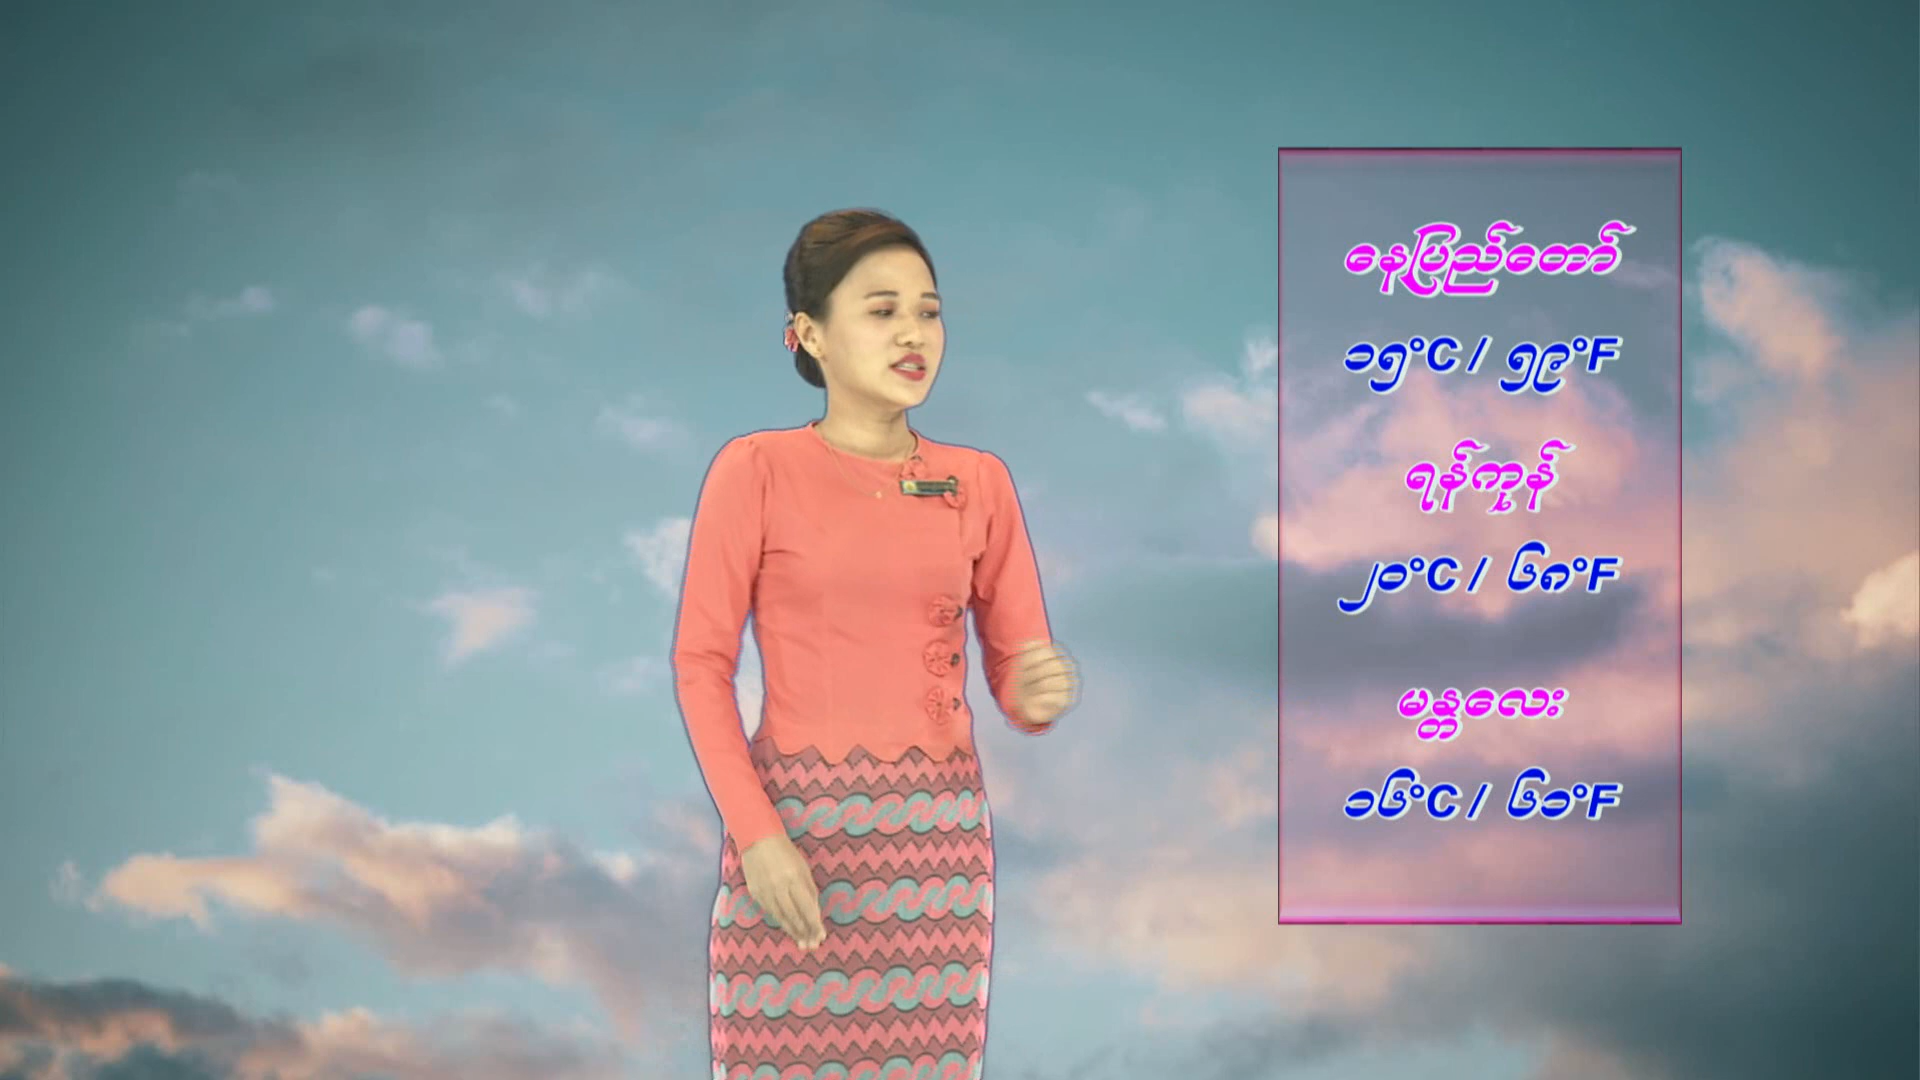 နေပြည်တော်
၁၅°C / ၅၉°F
ရန်ကုန်
၂၀°C / ၆၈°F
မန္တလေး
၁၆°C / ၆၁°F